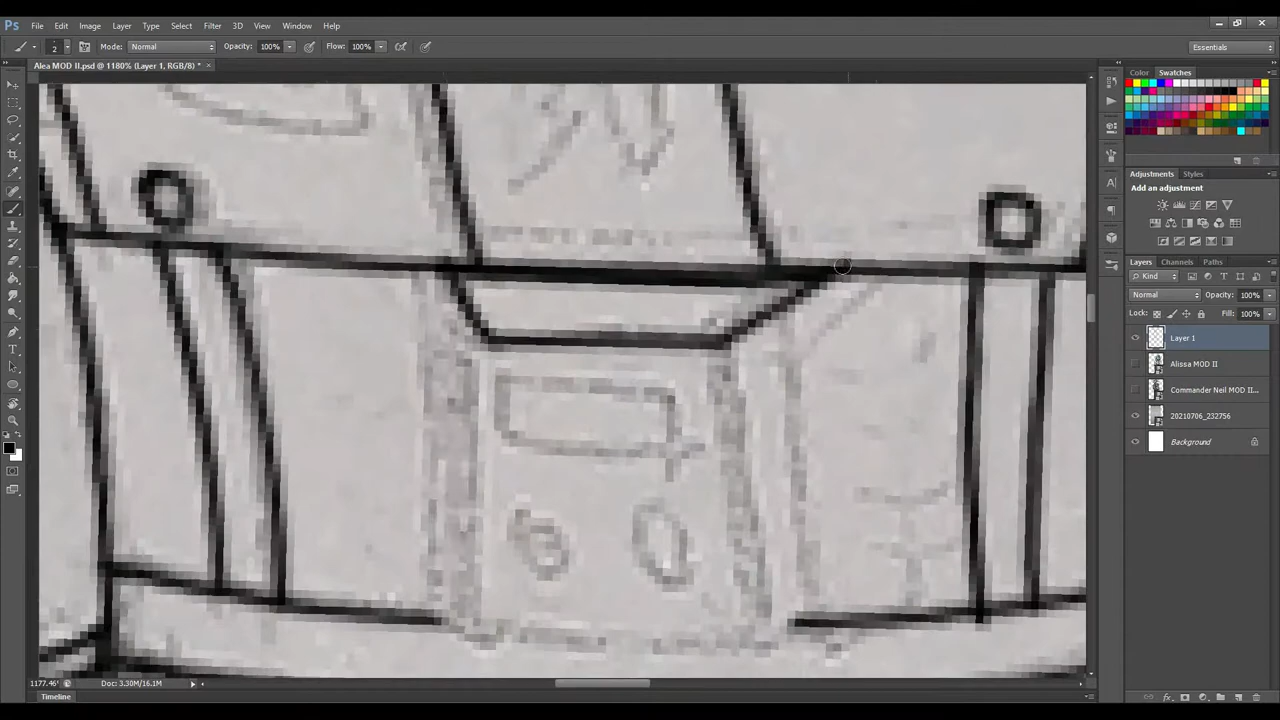 Ps File Edit Image Layer Type Select Filter 3D View Window Help
2 Mode: Normal Opacity: 100% Flow: 100% Essentials
Alea MOD II.psd @ 1180% (Layer 1, RGB/8) * ×
Color Swatches
Adjustments Styles
Add an adjustment
Layers Channels Paths
Kind
Normal Opacity: 100%
Lock: Fill: 100%
Layer 1
Alissa MOD II
Commander Neil MOD II...
20210706_232756
Background
1177.46% Doc: 3.30M/16.1M
Timeline